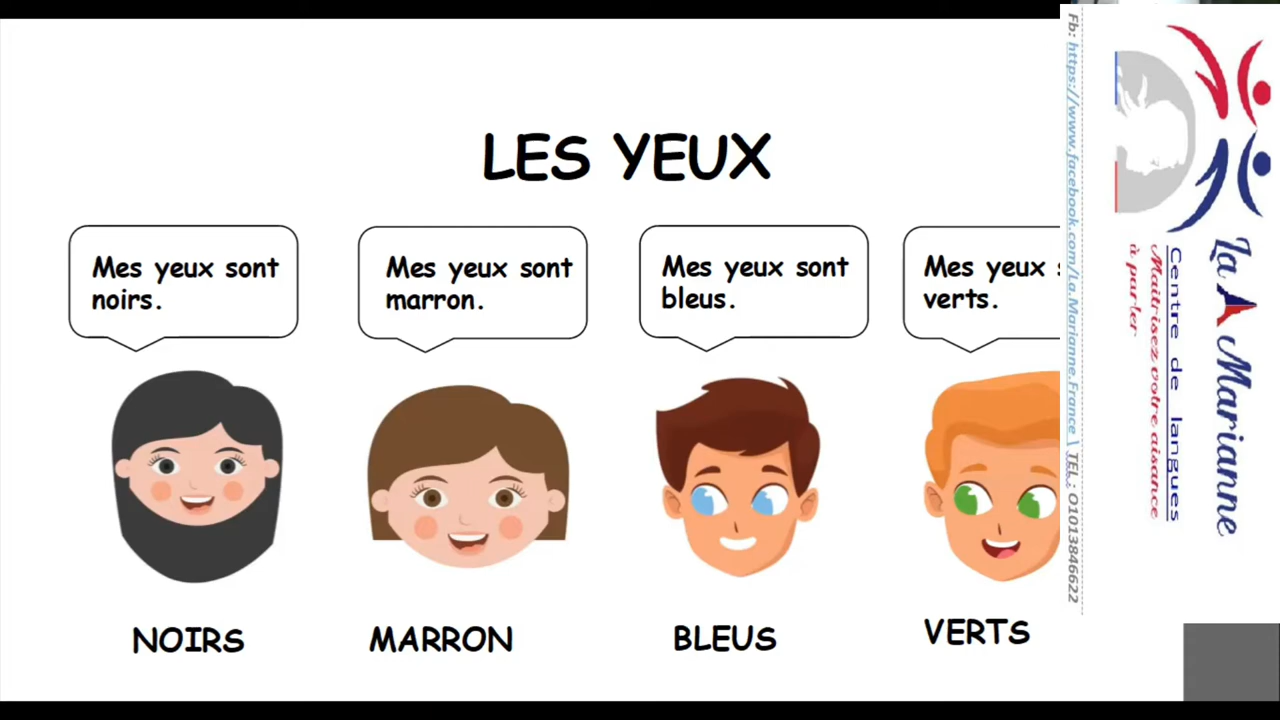 LES YEUX
Mes yeux sont
noirs.
Mes yeux sont
marron.
Mes yeux sont
bleus.
Mes yeux
verts.
NOIRS
MARRON
BLEUS
VERTS
La Marianne
Centre de langues
Maîtrisez votre aisance
à parler
Fb: https://www.facebook.com/La.Marianne.France \ TEL.: 01013846622